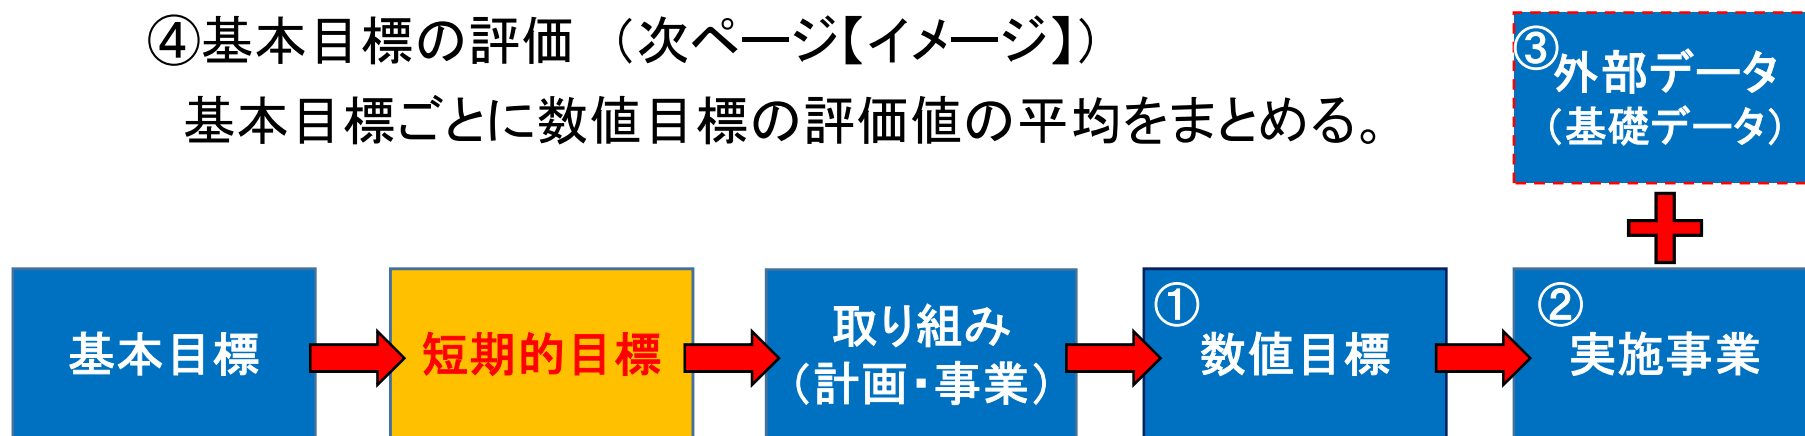 ④基本目標の評価 （次ページ【イメージ】）
基本目標ごとに数値目標の評価値の平均をまとめる。
③外部データ
（基礎データ）
基本目標
短期的目標
取り組み
（計画・事業）
①
数値目標
②
実施事業